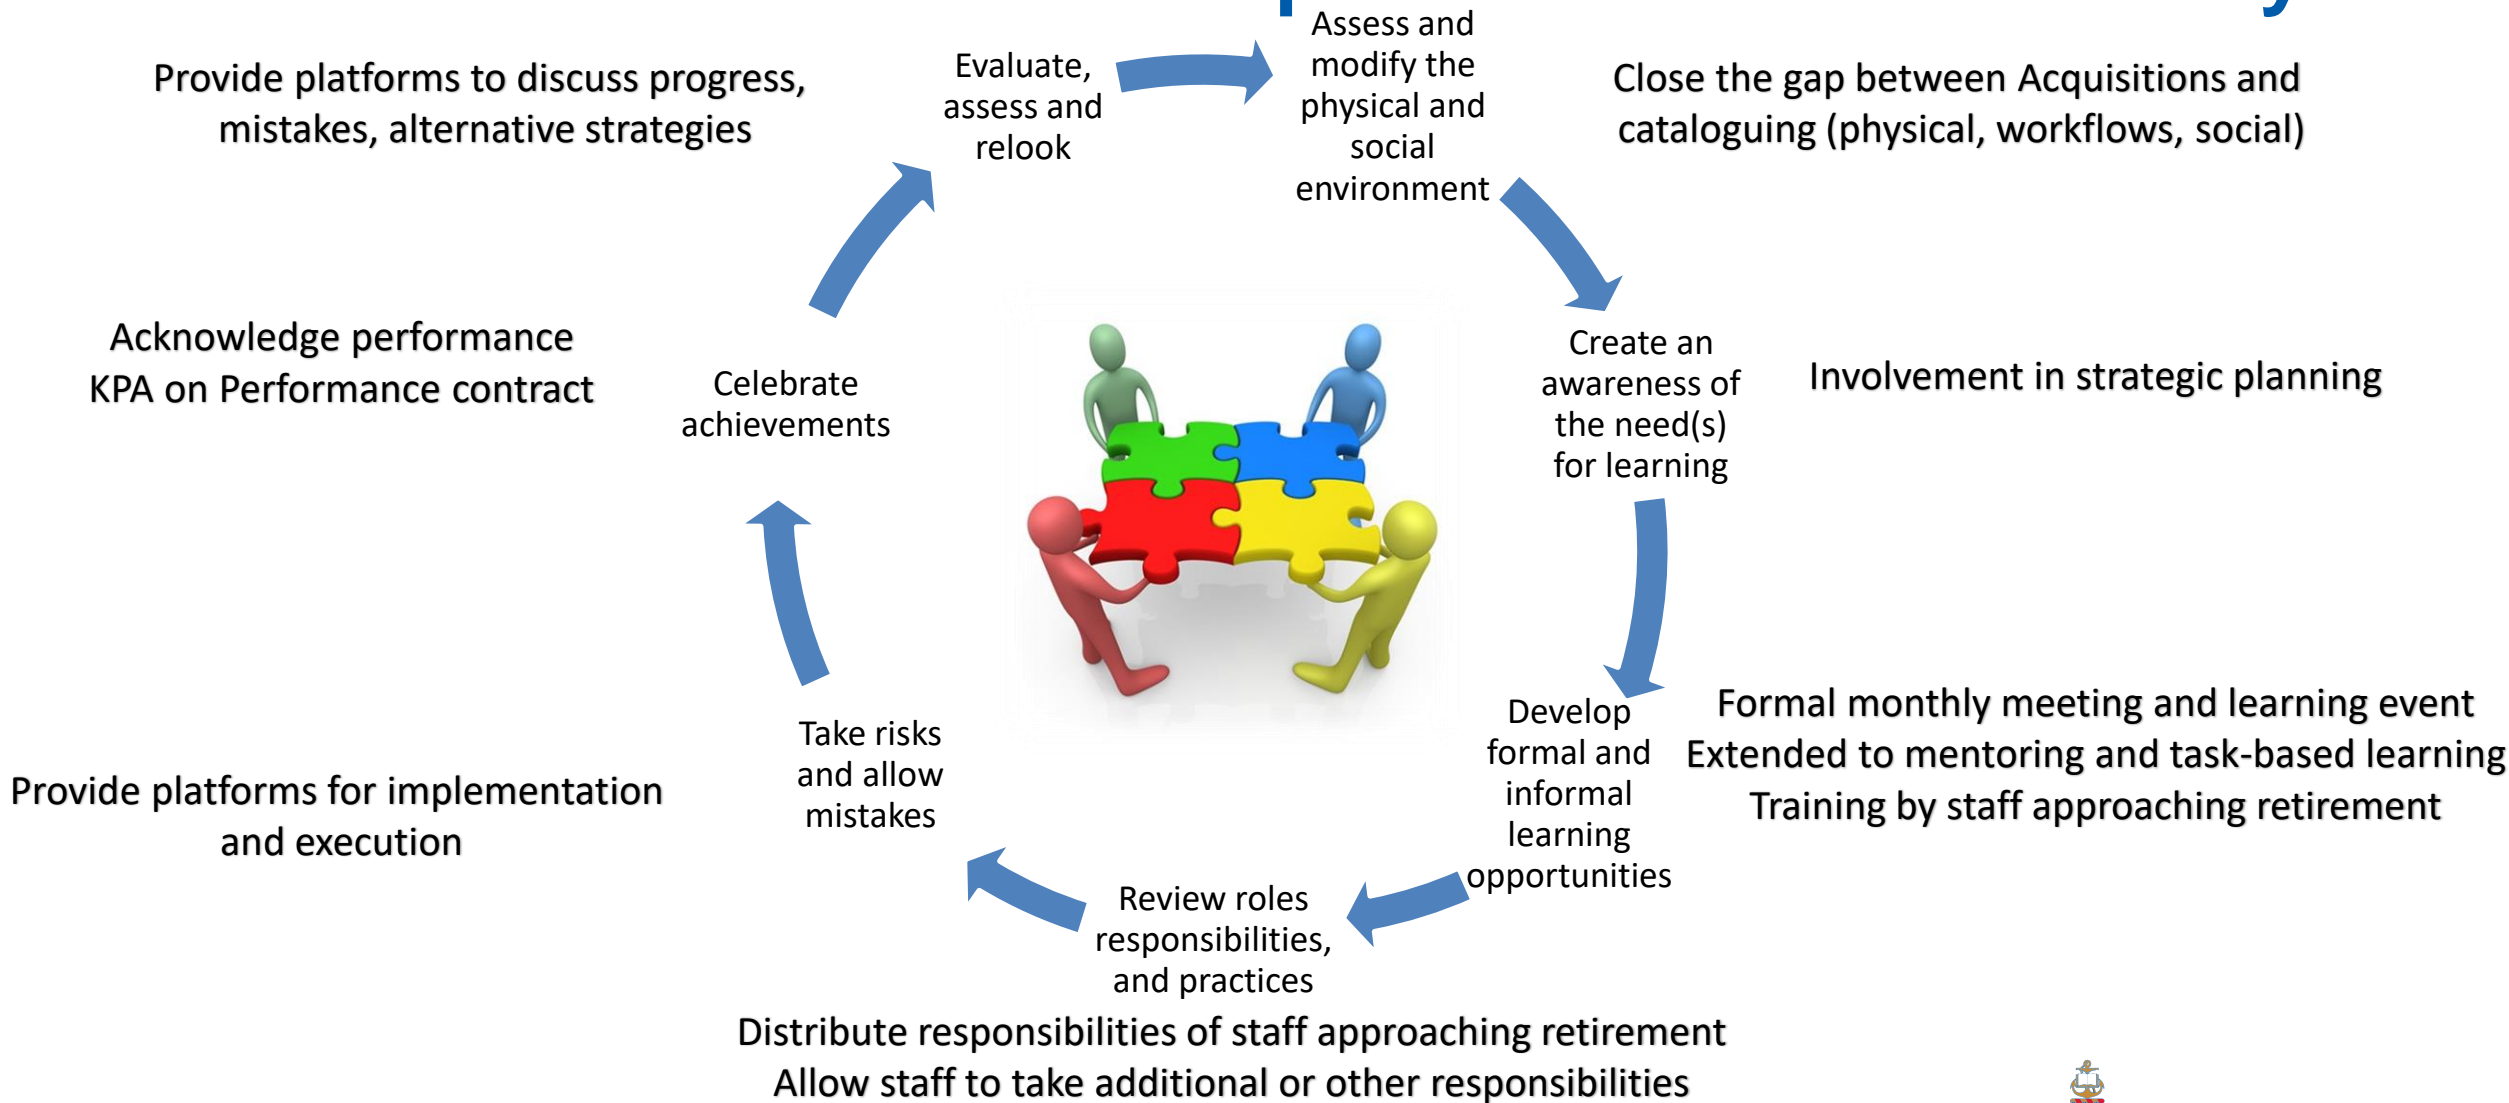 Evaluate,
assess and
relook
Assess and
modify the
physical and
social
environment
Provide platforms to discuss progress,
mistakes, alternative strategies
Close the gap between Acquisitions and
cataloguing (physical, workflows, social)
Acknowledge performance
KPA on Performance contract
Celebrate
achievements
Create an
awareness of
the need(s)
for learning
Involvement in strategic planning
Take risks
and allow
mistakes
Provide platforms for implementation
and execution
Develop
formal and
informal
learning
opportunities
Formal monthly meeting and learning event
Extended to mentoring and task-based learning
Training by staff approaching retirement
Review roles
responsibilities,
and practices
Distribute responsibilities of staff approaching retirement
Allow staff to take additional or other responsibilities